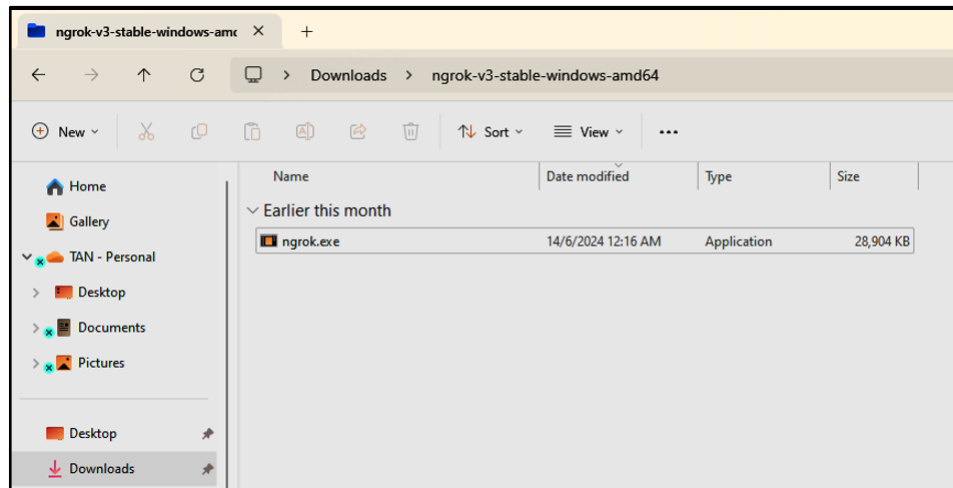 ngrok-v3-stable-windows-am
Downloads > ngrok-v3-stable-windows-amd64
New Sort View ...
Name Date modified Type Size
Home
Earlier this month
Gallery
ngrok.exe 14/6/2024 12:16 AM Application 28,904 KB
TAN - Personal
Desktop
Documents
Pictures
Desktop
Downloads